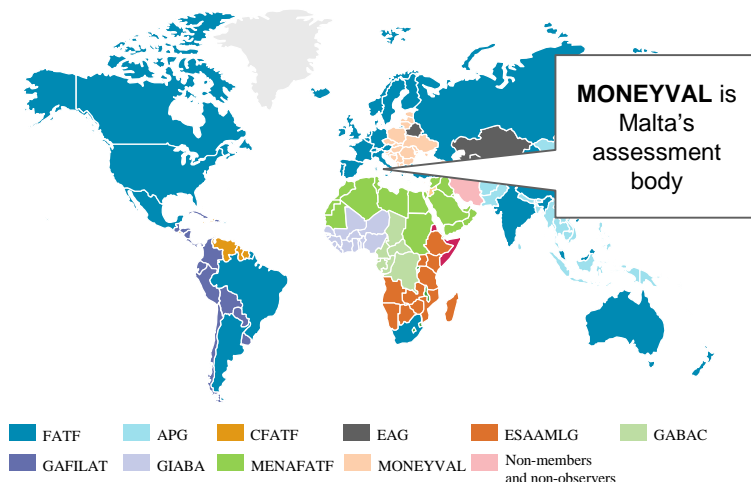 MONEYVAL is
Malta's
assessment
body
FATF
APG
CFATF
EAG
ESAAMLG
GABAC
GAFILAT
GIABA
MENAFATF
MONEYVAL
Non-members
and non-observers